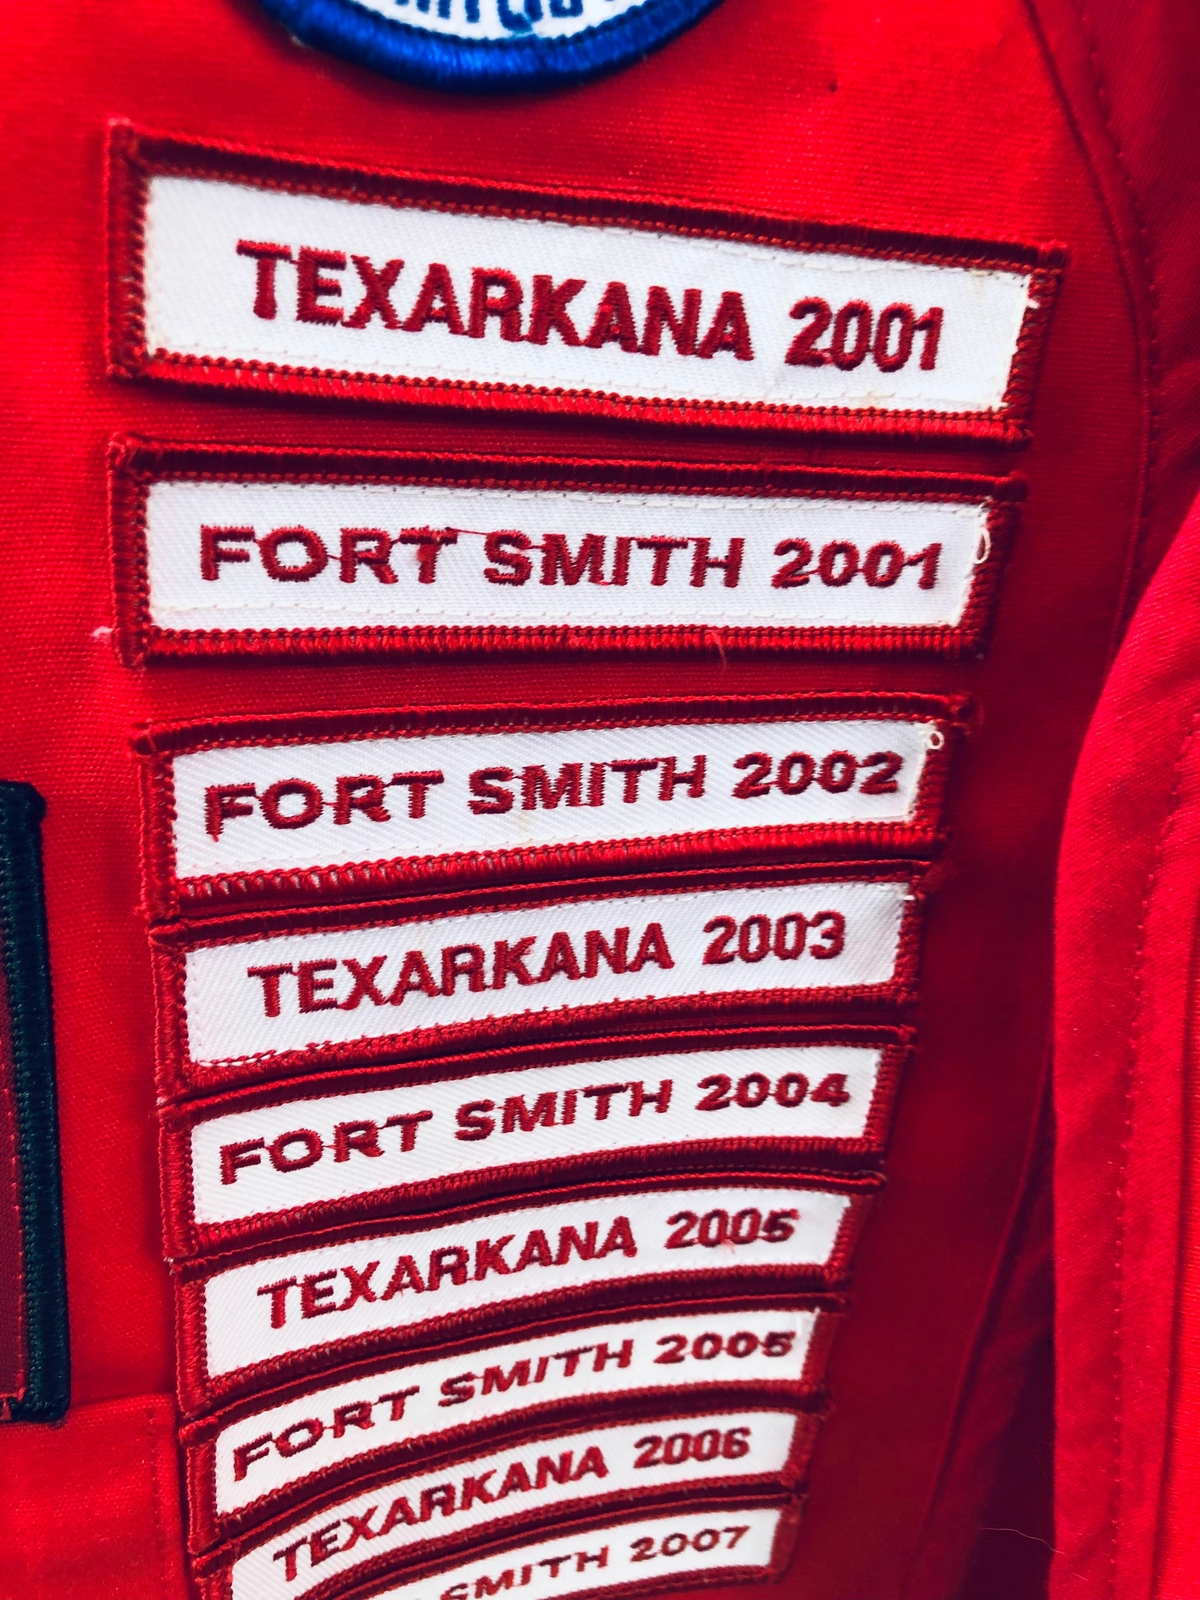 TEXARKANA 2001
FORT SMITH 2001
FORT SMITH 2002
TEXARKANA 2003
FORT SMITH 2004
TEXARKANA 2005
FORT SMITH 2005
TEXARKANA 2006
SMITH 2007